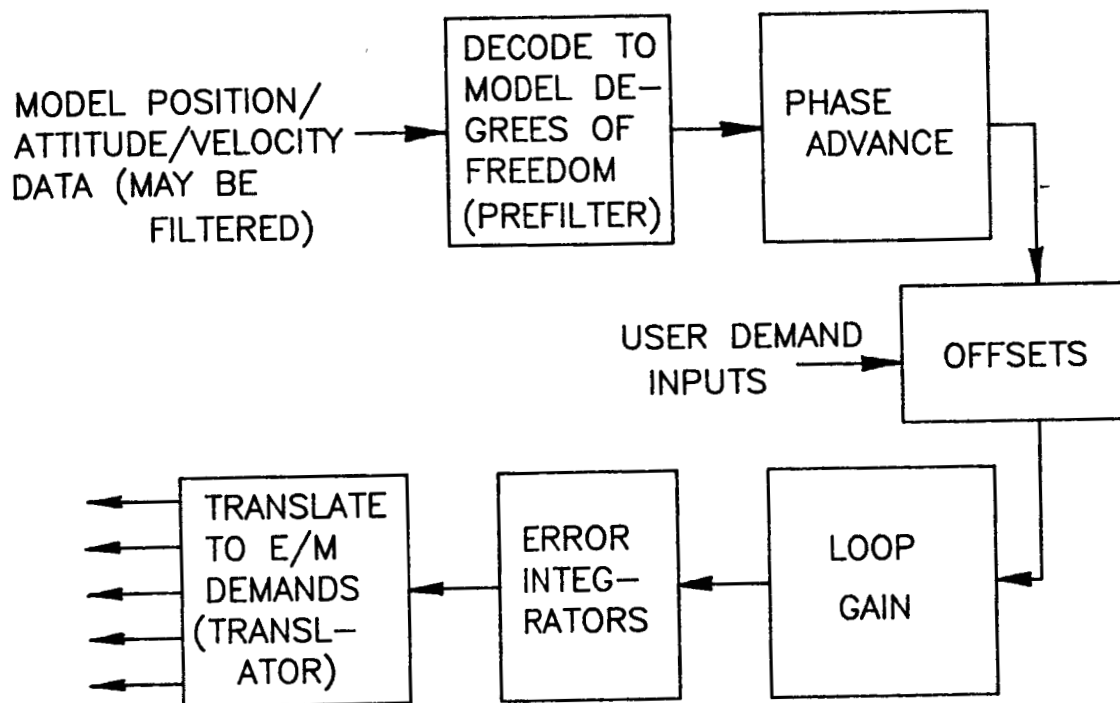 MODEL POSITION/
ATTITUDE/VELOCITY
DATA (MAY BE
FILTERED)
DECODE TO
MODEL DE-
GREES OF
FREEDOM
(PREFILTER)
PHASE
ADVANCE
USER DEMAND
INPUTS
OFFSETS
LOOP
GAIN
ERROR
INTEG-
RATORS
TRANSLATE
TO E/M
DEMANDS
(TRANSL-
ATOR)